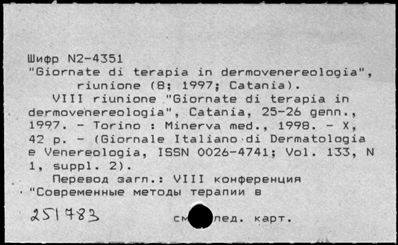 Шифр N2-4351
"Giornate di terapia in dermovenereologia",
riunione (8; 1997; Catania).
VIII riunione "Giornate di terapia in
dermovenereologia", Catania, 25-26 genn.,
1997. - Torino : Minerva med., 1998. - X,
42 p. - (Giornale Italiano di Dermatologia
e Venereologia, ISSN 0026-4741; Vol. 133, N
1, suppl. 2).
Перевод загл.: VIII конференция
"Современные методы терапии в
251783 см лед. карт.